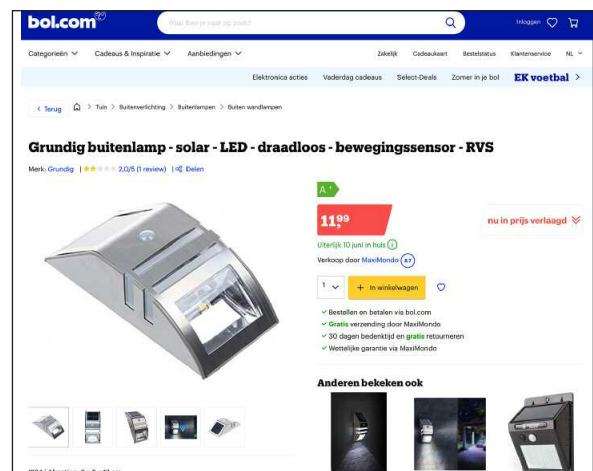 bol.com
Waar ben je naar op zoek?
Inloggen
Categorieën
Cadeaus & Inspiratie
Aanbiedingen
Zakelijk
Cadeaukaart
Bestelstatus
Klantenservice
NL
Elektronica acties
Vaderdag cadeaus
Select-Deals
Zomer in je bol
EK voetbal >
< Terug
> Tuin > Buitenverlichting > Buitenlampen > Buiten wandlampen
Grundig buitenlamp - solar - LED - draadloos - bewegingssensor - RVS
Merk: Grundig | 2,0/5 (1 review) | Delen
A +
11,99
nu in prijs verlaagd
Uiterlijk 10 juni in huis i
Verkoop door MaxiMondo 8.7
1
+ In winkelwagen
✓ Bestellen en betalen via bol.com
✓ Gratis verzending door MaxiMondo
✓ 30 dagen bedenktijd en gratis retourneren
✓ Wettelijke garantie via MaxiMondo
Anderen bekeken ook